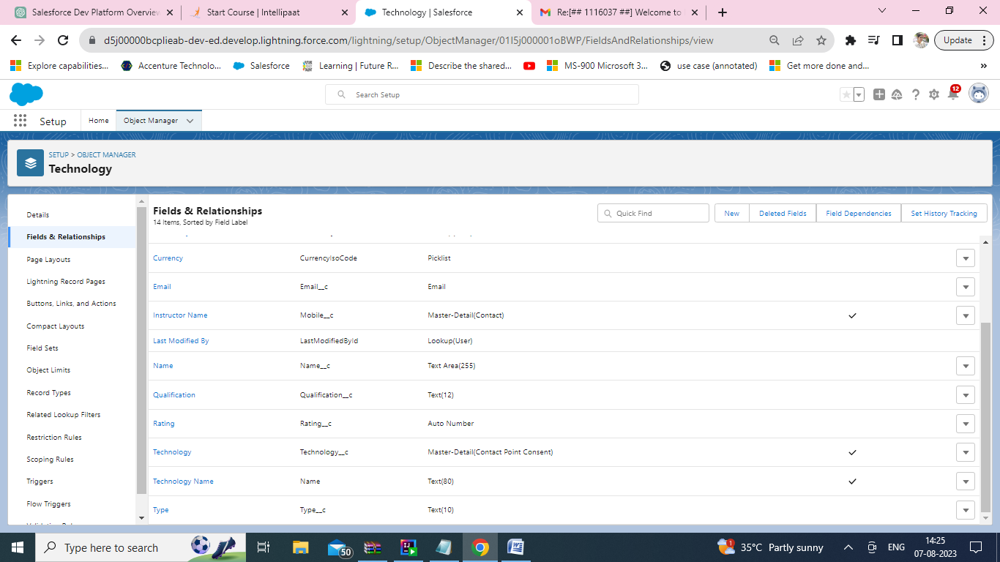 Salesforce Dev Platform Overview
Start Course | Intellipaat
Technology | Salesforce
Re:[## 1116037 ##] Welcome to
d5j00000bcplieab-dev-ed.develop.lightning.force.com/lightning/setup/ObjectManager/01I5j000001oBWP/FieldsAndRelationships/view
Update
Explore capabilities...
Accenture Technolo...
Salesforce
Learning | Future R...
Describe the shared...
MS-900 Microsoft 3...
use case (annotated)
Get more done and...
»
Search Setup
12
Setup
Home
Object Manager
SETUP > OBJECT MANAGER
Technology
Details
Fields & Relationships
Page Layouts
Lightning Record Pages
Buttons, Links, and Actions
Compact Layouts
Field Sets
Object Limits
Record Types
Related Lookup Filters
Restriction Rules
Scoping Rules
Triggers
Flow Triggers
Fields & Relationships
14 Items, Sorted by Field Label
Quick Find
New
Deleted Fields
Field Dependencies
Set History Tracking
Currency CurrencyIsoCode Picklist
Email Email__c Email
Instructor Name Mobile__c Master-Detail(Contact)
Last Modified By LastModifiedById Lookup(User)
Name Name__c Text Area(255)
Qualification Qualification__c Text(12)
Rating Rating__c Auto Number
Technology Technology__c Master-Detail(Contact Point Consent)
Technology Name Name Text(80)
Type Type__c Text(10)
Type here to search
50
1
35°C Partly sunny
ENG
14:25
07-08-2023